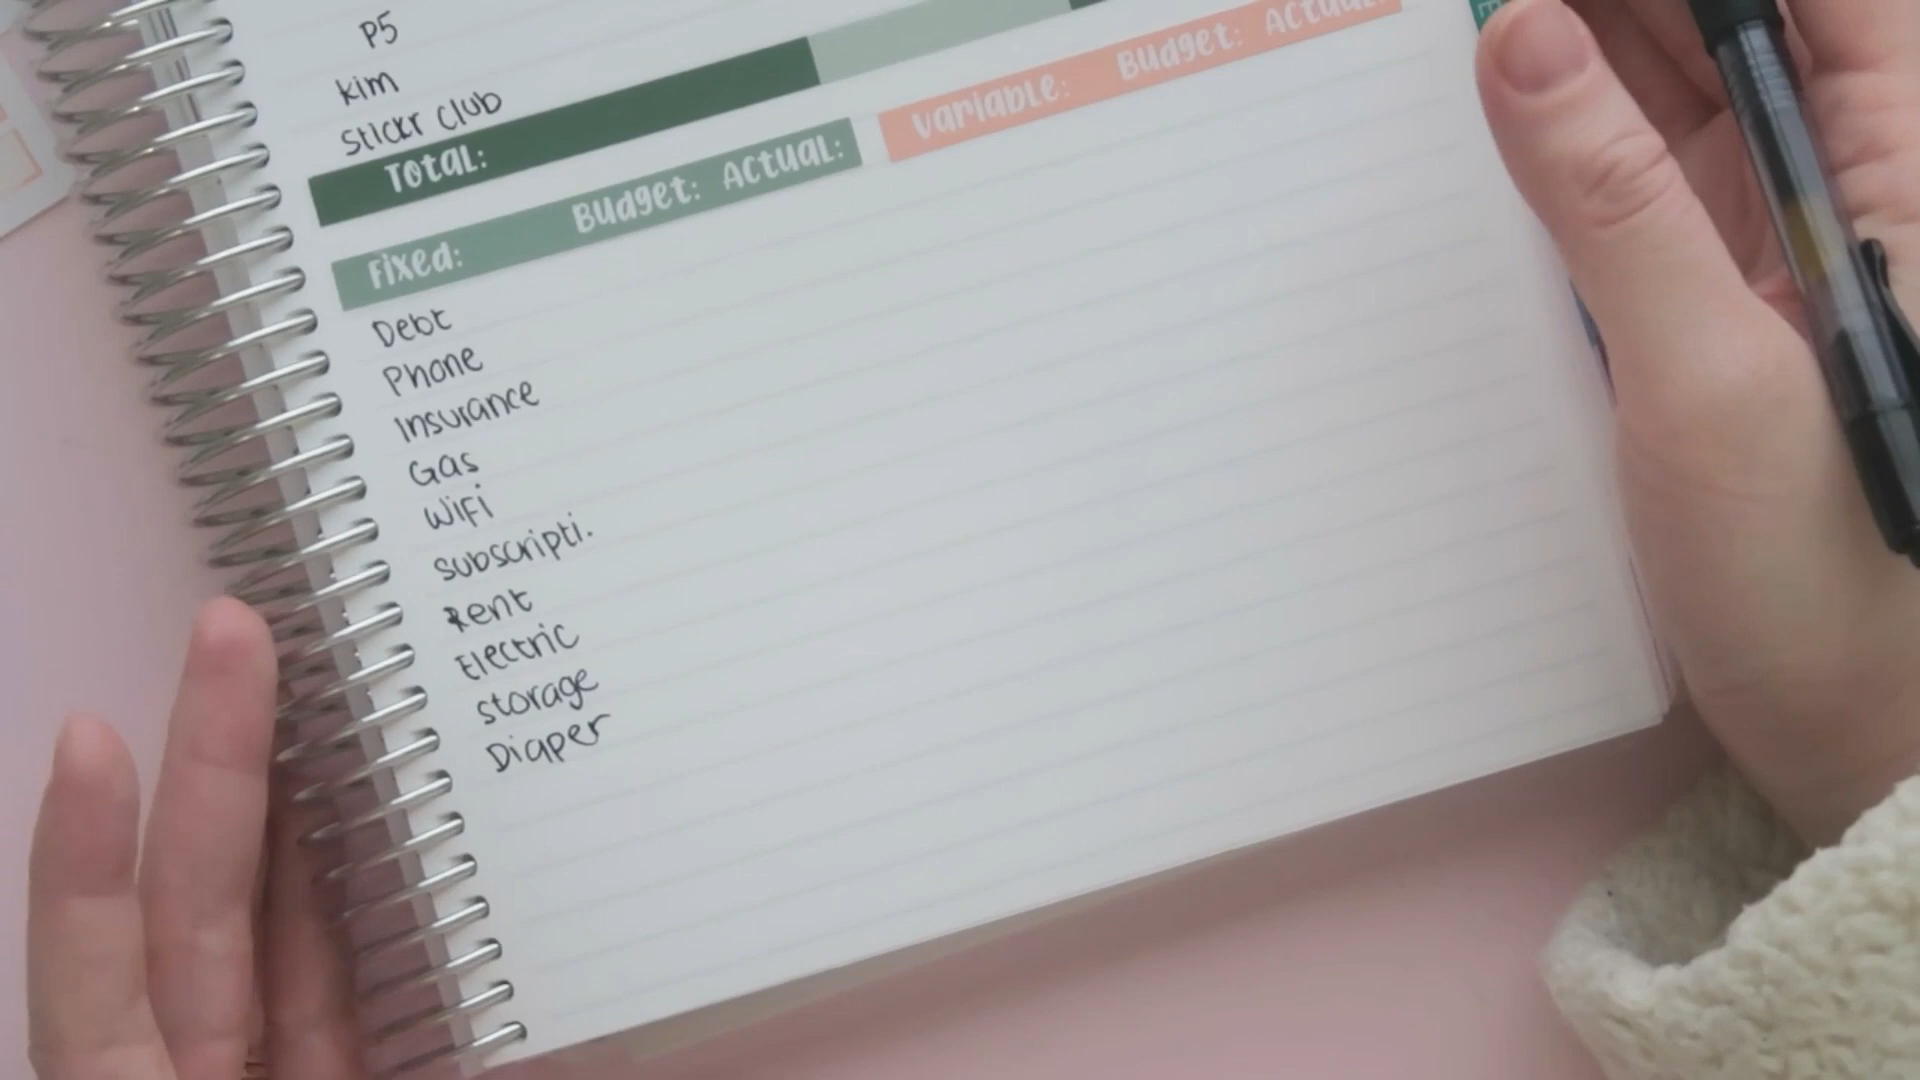 P5
Kim
Stickr Club
Total:
Fixed: Budget: Actual:
Variable: Budget: Actual:
Debt
Phone
Insurance
Gas
Wifi
Subscripti.
Rent
Electric
Storage
Diaper